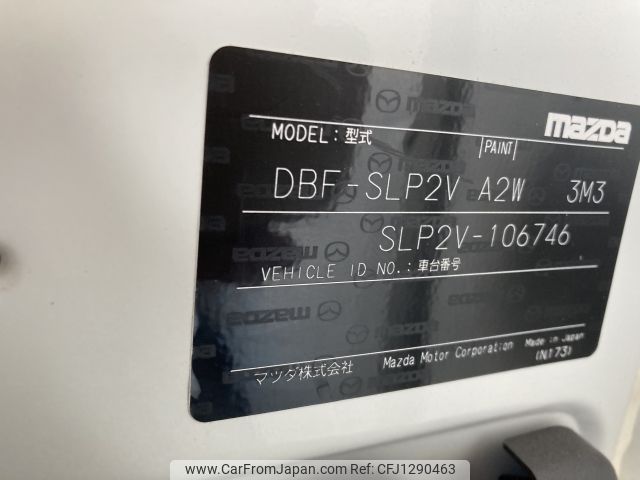 mazda
MODEL：型式 PAINT
DBF-SLP2V A2W 3M3
SLP2V-106746
VEHICLE ID NO.：車台番号
マツダ株式会社 Mazda Motor Corporation Made in Japan
(N173)
www.CarFromJapan.com | © CarFromJapan - CFJ1290463